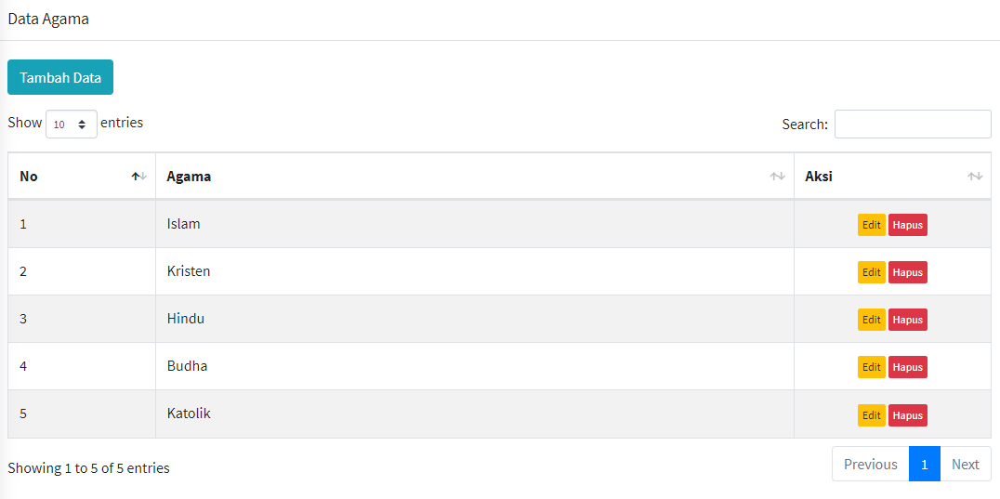 Data Agama
Tambah Data
Show 10 entries Search:
No Agama Aksi
1 Islam Edit Hapus
2 Kristen Edit Hapus
3 Hindu Edit Hapus
4 Budha Edit Hapus
5 Katolik Edit Hapus
Showing 1 to 5 of 5 entries Previous 1 Next